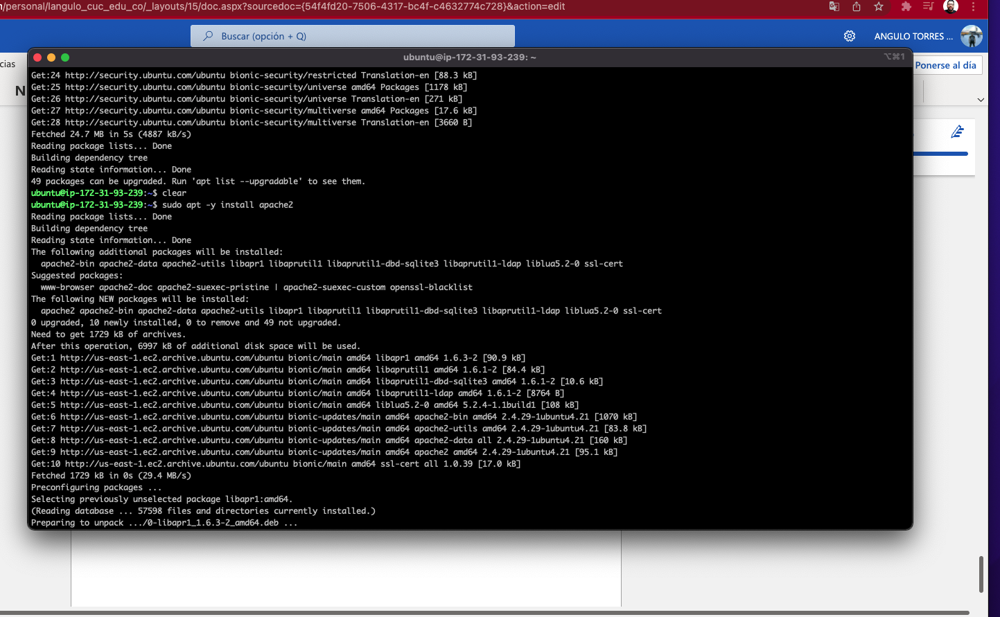 /personal/langulo_cuc_edu_co/_layouts/15/doc.aspx?sourcedoc={54f4fd20-7506-4317-bc4f-c4632774c728}&action=edit
Buscar (opción + Q)
ANGULO TORRES ...
cias
Ponerse al día
N
ubuntu@ip-172-31-93-239: ~
⌥⌘1
Get:24 http://security.ubuntu.com/ubuntu bionic-security/restricted Translation-en [88.3 kB]
Get:25 http://security.ubuntu.com/ubuntu bionic-security/universe amd64 Packages [1178 kB]
Get:26 http://security.ubuntu.com/ubuntu bionic-security/universe Translation-en [271 kB]
Get:27 http://security.ubuntu.com/ubuntu bionic-security/multiverse amd64 Packages [17.6 kB]
Get:28 http://security.ubuntu.com/ubuntu bionic-security/multiverse Translation-en [3660 B]
Fetched 24.7 MB in 5s (4887 kB/s)
Reading package lists... Done
Building dependency tree
Reading state information... Done
49 packages can be upgraded. Run 'apt list --upgradable' to see them.
ubuntu@ip-172-31-93-239:~$ clear
ubuntu@ip-172-31-93-239:~$ sudo apt -y install apache2
Reading package lists... Done
Building dependency tree
Reading state information... Done
The following additional packages will be installed:
  apache2-bin apache2-data apache2-utils libapr1 libaprutil1 libaprutil1-dbd-sqlite3 libaprutil1-ldap liblua5.2-0 ssl-cert
Suggested packages:
  www-browser apache2-doc apache2-suexec-pristine | apache2-suexec-custom openssl-blacklist
The following NEW packages will be installed:
  apache2 apache2-bin apache2-data apache2-utils libapr1 libaprutil1 libaprutil1-dbd-sqlite3 libaprutil1-ldap liblua5.2-0 ssl-cert
0 upgraded, 10 newly installed, 0 to remove and 49 not upgraded.
Need to get 1729 kB of archives.
After this operation, 6997 kB of additional disk space will be used.
Get:1 http://us-east-1.ec2.archive.ubuntu.com/ubuntu bionic/main amd64 libapr1 amd64 1.6.3-2 [90.9 kB]
Get:2 http://us-east-1.ec2.archive.ubuntu.com/ubuntu bionic/main amd64 libaprutil1 amd64 1.6.1-2 [84.4 kB]
Get:3 http://us-east-1.ec2.archive.ubuntu.com/ubuntu bionic/main amd64 libaprutil1-dbd-sqlite3 amd64 1.6.1-2 [10.6 kB]
Get:4 http://us-east-1.ec2.archive.ubuntu.com/ubuntu bionic/main amd64 libaprutil1-ldap amd64 1.6.1-2 [8764 B]
Get:5 http://us-east-1.ec2.archive.ubuntu.com/ubuntu bionic/main amd64 liblua5.2-0 amd64 5.2.4-1.1build1 [108 kB]
Get:6 http://us-east-1.ec2.archive.ubuntu.com/ubuntu bionic-updates/main amd64 apache2-bin amd64 2.4.29-1ubuntu4.21 [1070 kB]
Get:7 http://us-east-1.ec2.archive.ubuntu.com/ubuntu bionic-updates/main amd64 apache2-utils amd64 2.4.29-1ubuntu4.21 [83.8 kB]
Get:8 http://us-east-1.ec2.archive.ubuntu.com/ubuntu bionic-updates/main amd64 apache2-data all 2.4.29-1ubuntu4.21 [160 kB]
Get:9 http://us-east-1.ec2.archive.ubuntu.com/ubuntu bionic-updates/main amd64 apache2 amd64 2.4.29-1ubuntu4.21 [95.1 kB]
Get:10 http://us-east-1.ec2.archive.ubuntu.com/ubuntu bionic/main amd64 ssl-cert all 1.0.39 [17.0 kB]
Fetched 1729 kB in 0s (29.4 MB/s)
Preconfiguring packages ...
Selecting previously unselected package libapr1:amd64.
(Reading database ... 57598 files and directories currently installed.)
Preparing to unpack .../0-libapr1_1.6.3-2_amd64.deb ...